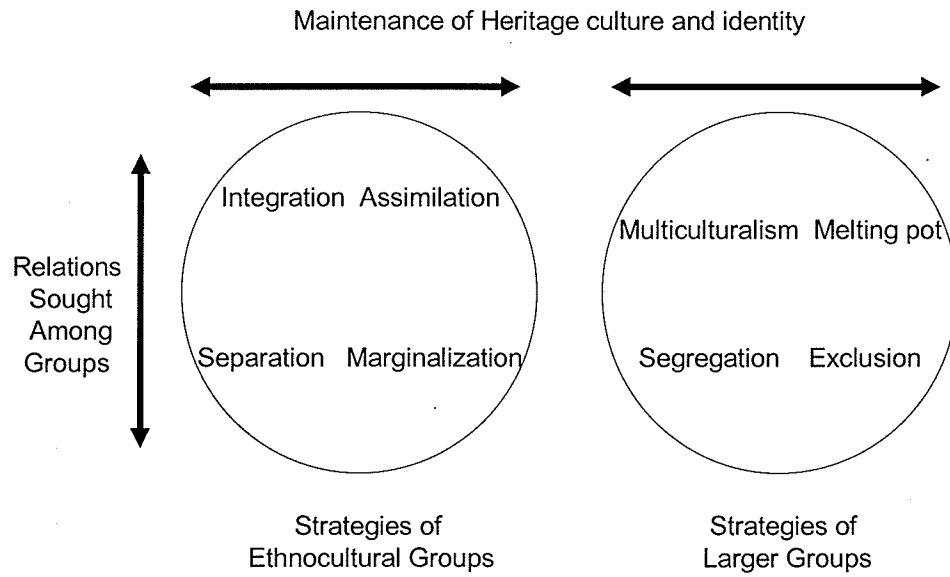 Maintenance of Heritage culture and identity
Integration Assimilation
Multiculturalism Melting pot
Relations
Sought
Among
Groups
Separation Marginalization
Segregation Exclusion
Strategies of
Ethnocultural Groups
Strategies of
Larger Groups